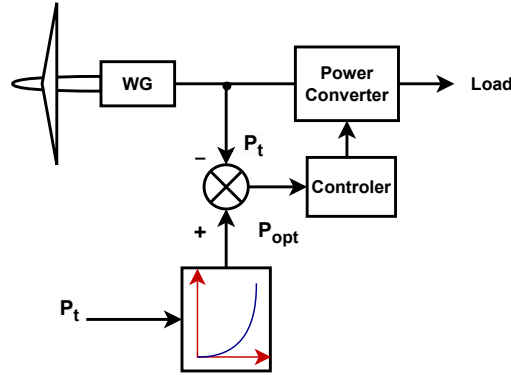 WG
Power
Converter
Load
P_t
−
Controler
+
P_opt
P_t